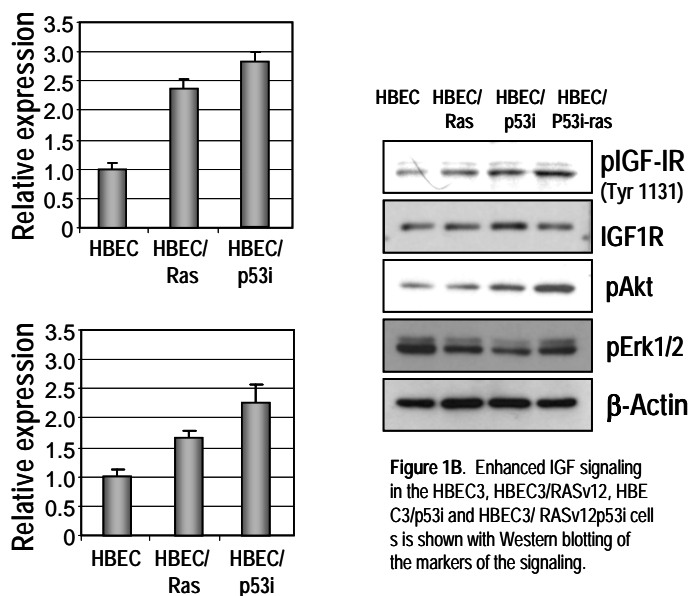 Relative expression
3.5
3.0
2.5
2.0
1.5
1.0
0.5
0
HBEC HBEC/ HBEC/
Ras p53i
Relative expression
3.5
3.0
2.5
2.0
1.5
1.0
0.5
0
HBEC HBEC/ HBEC/
Ras p53i
HBEC HBEC/ HBEC/ HBEC/
Ras p53i P53i-ras
pIGF-IR
(Tyr 1131)
IGF1R
pAkt
pErk1/2
β-Actin
Figure 1B. Enhanced IGF signaling
in the HBEC3, HBEC3/RASv12, HBE
C3/p53i and HBEC3/ RASv12p53i cell
s is shown with Western blotting of
the markers of the signaling.